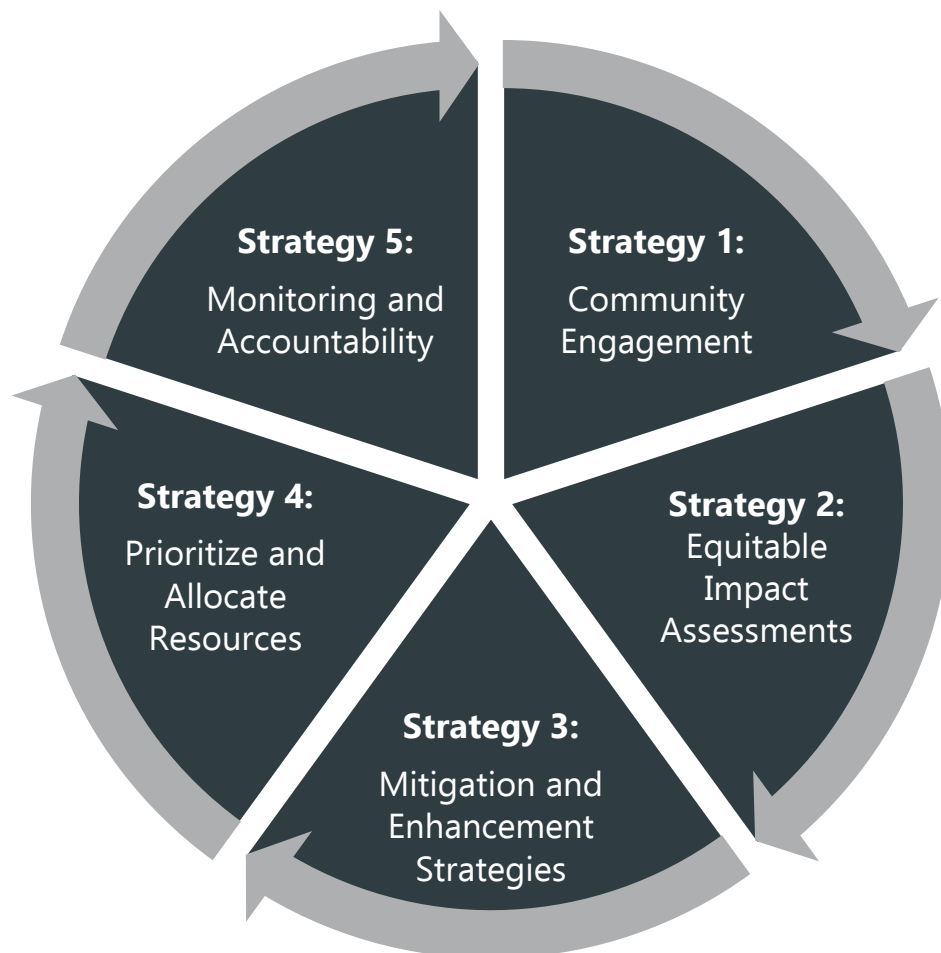 Strategy 1:
Community
Engagement
Strategy 2:
Equitable
Impact
Assessments
Strategy 3:
Mitigation and
Enhancement
Strategies
Strategy 4:
Prioritize and
Allocate
Resources
Strategy 5:
Monitoring and
Accountability